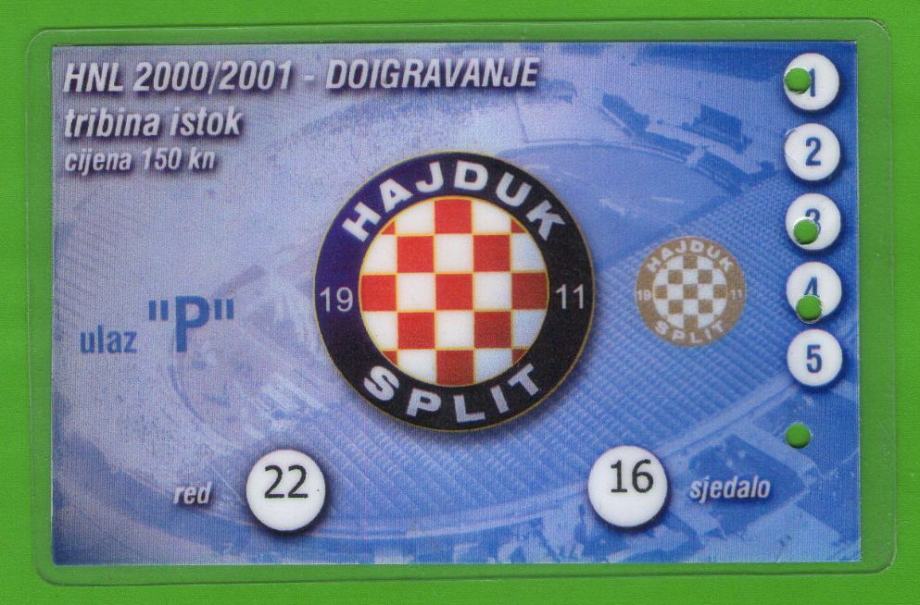 HNL 2000/2001 - DOIGRAVANJE
tribina istok
cijena 150 kn
HAJDUK
19 11
SPLIT
HAJDUK
19 11
SPLIT
ulaz "P"
1
2
3
4
5
red 22
16 sjedalo